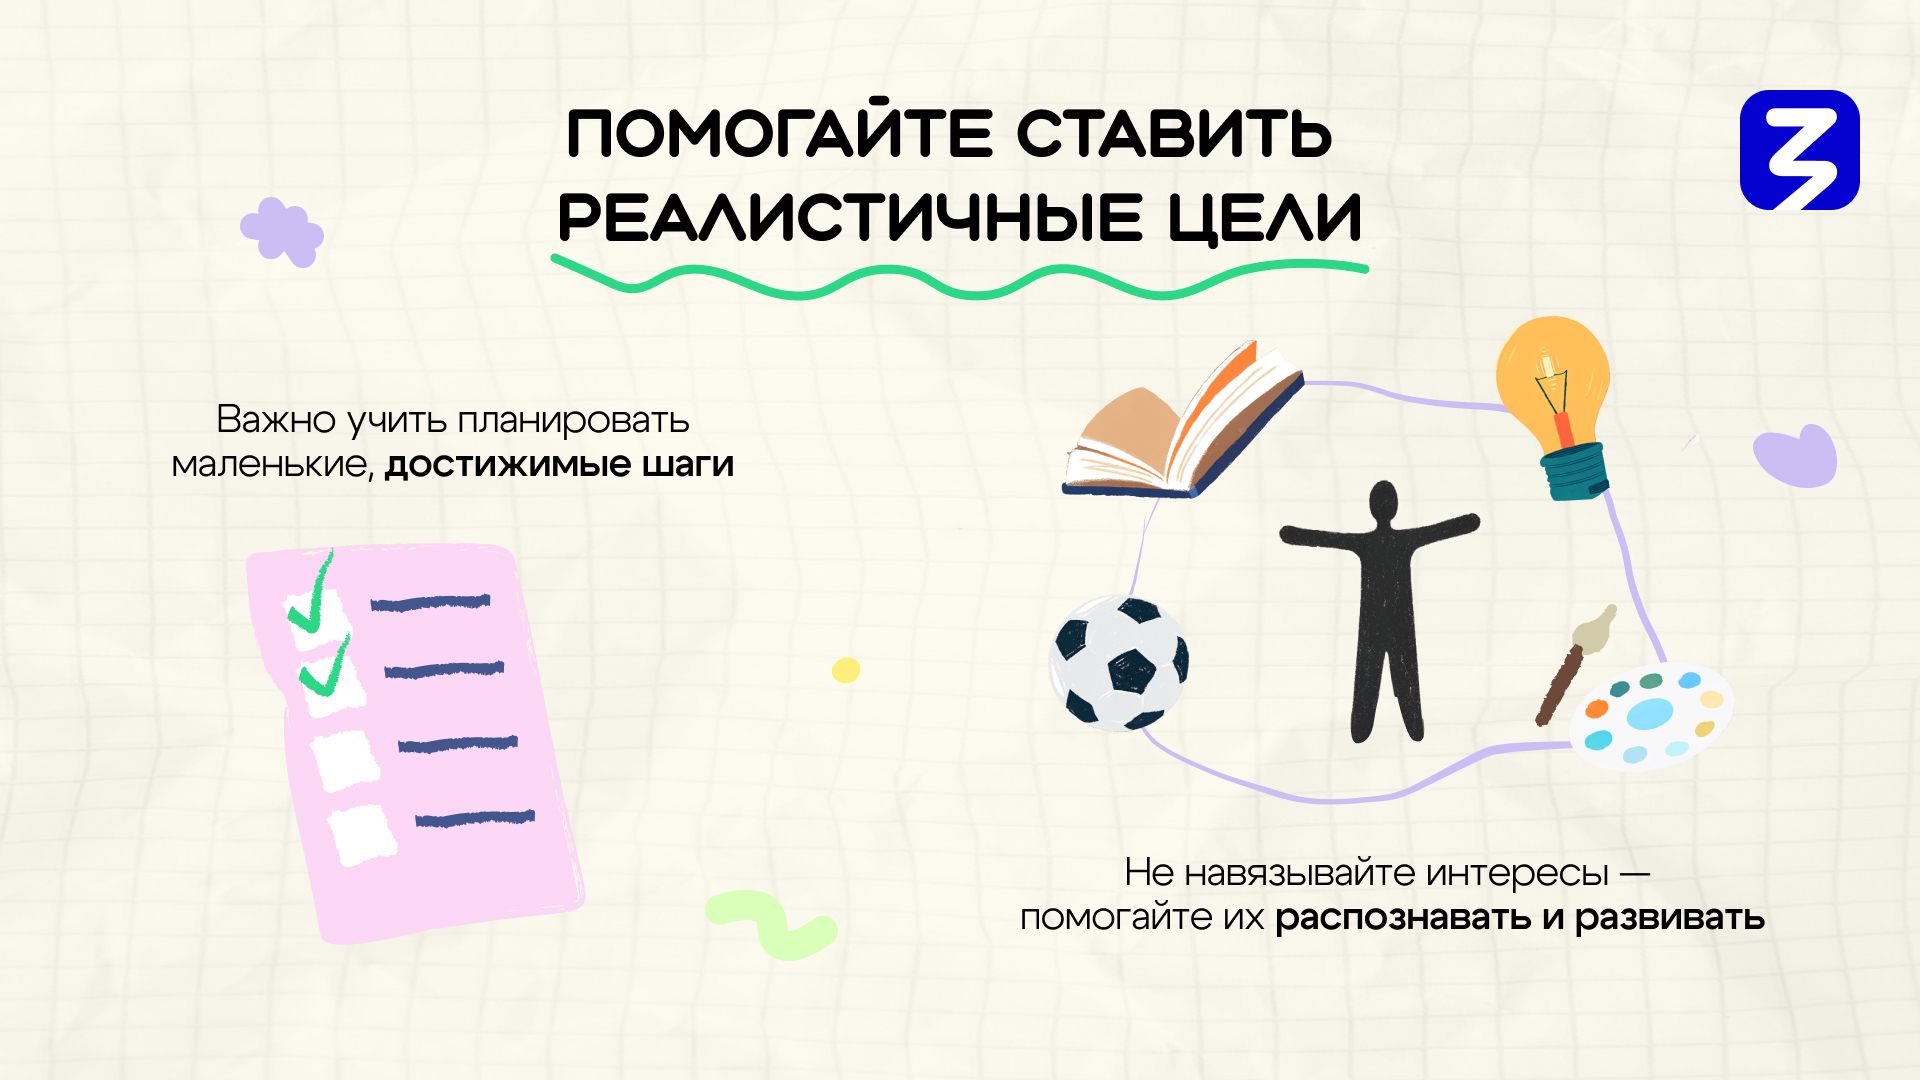 ПОМОГАЙТЕ СТАВИТЬ
РЕАЛИСТИЧНЫЕ ЦЕЛИ
Важно учить планировать
маленькие, достижимые шаги
Не навязывайте интересы —
помогайте их распознавать и развивать